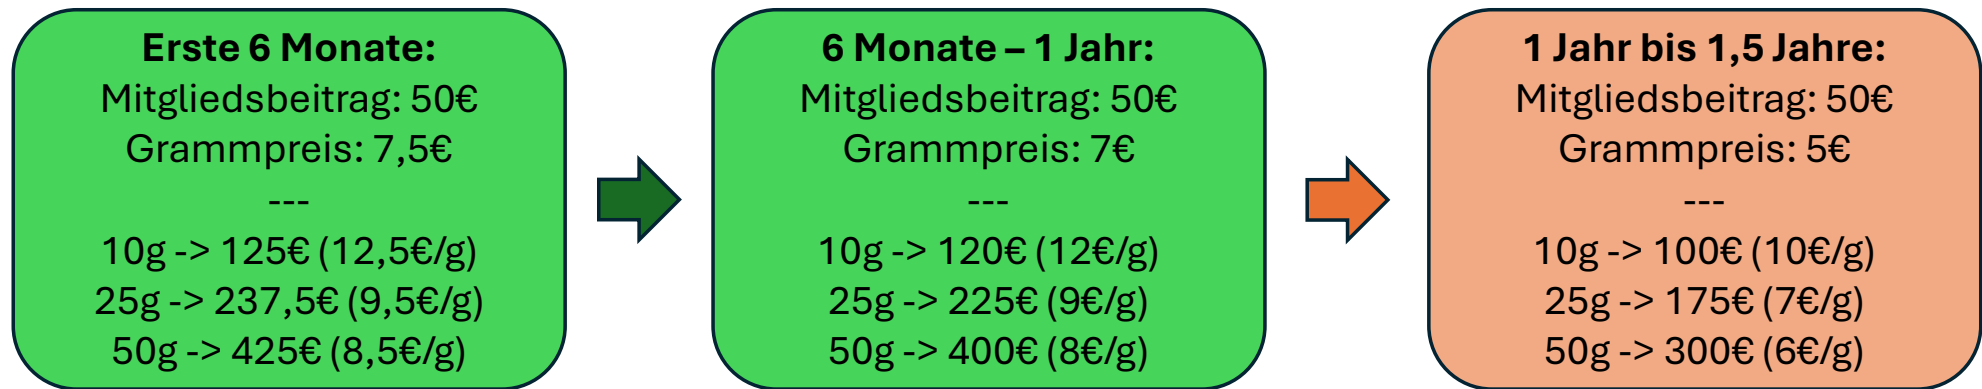 Erste 6 Monate:
Mitgliedsbeitrag: 50€
Grammpreis: 7,5€
---
10g -> 125€ (12,5€/g)
25g -> 237,5€ (9,5€/g)
50g -> 425€ (8,5€/g)
6 Monate – 1 Jahr:
Mitgliedsbeitrag: 50€
Grammpreis: 7€
---
10g -> 120€ (12€/g)
25g -> 225€ (9€/g)
50g -> 400€ (8€/g)
1 Jahr bis 1,5 Jahre:
Mitgliedsbeitrag: 50€
Grammpreis: 5€
---
10g -> 100€ (10€/g)
25g -> 175€ (7€/g)
50g -> 300€ (6€/g)